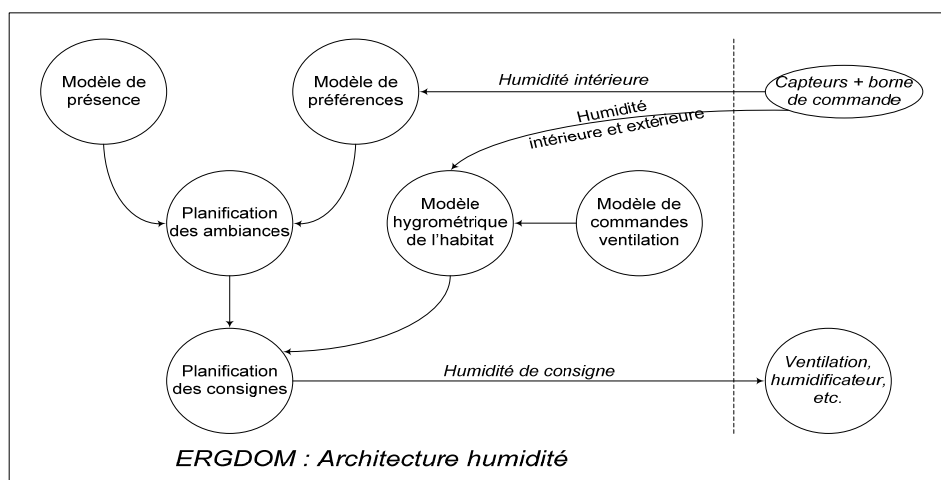 Modèle de
présence
Modèle de
préférences
Humidité intérieure
Capteurs + borne
de commande
Humidité
intérieure et extérieure
Planification
des ambiances
Modèle
hygrométrique
de l'habitat
Modèle de
commandes
ventilation
Planification
des consignes
Humidité de consigne
Ventilation,
humidificateur,
etc.
ERGDOM : Architecture humidité